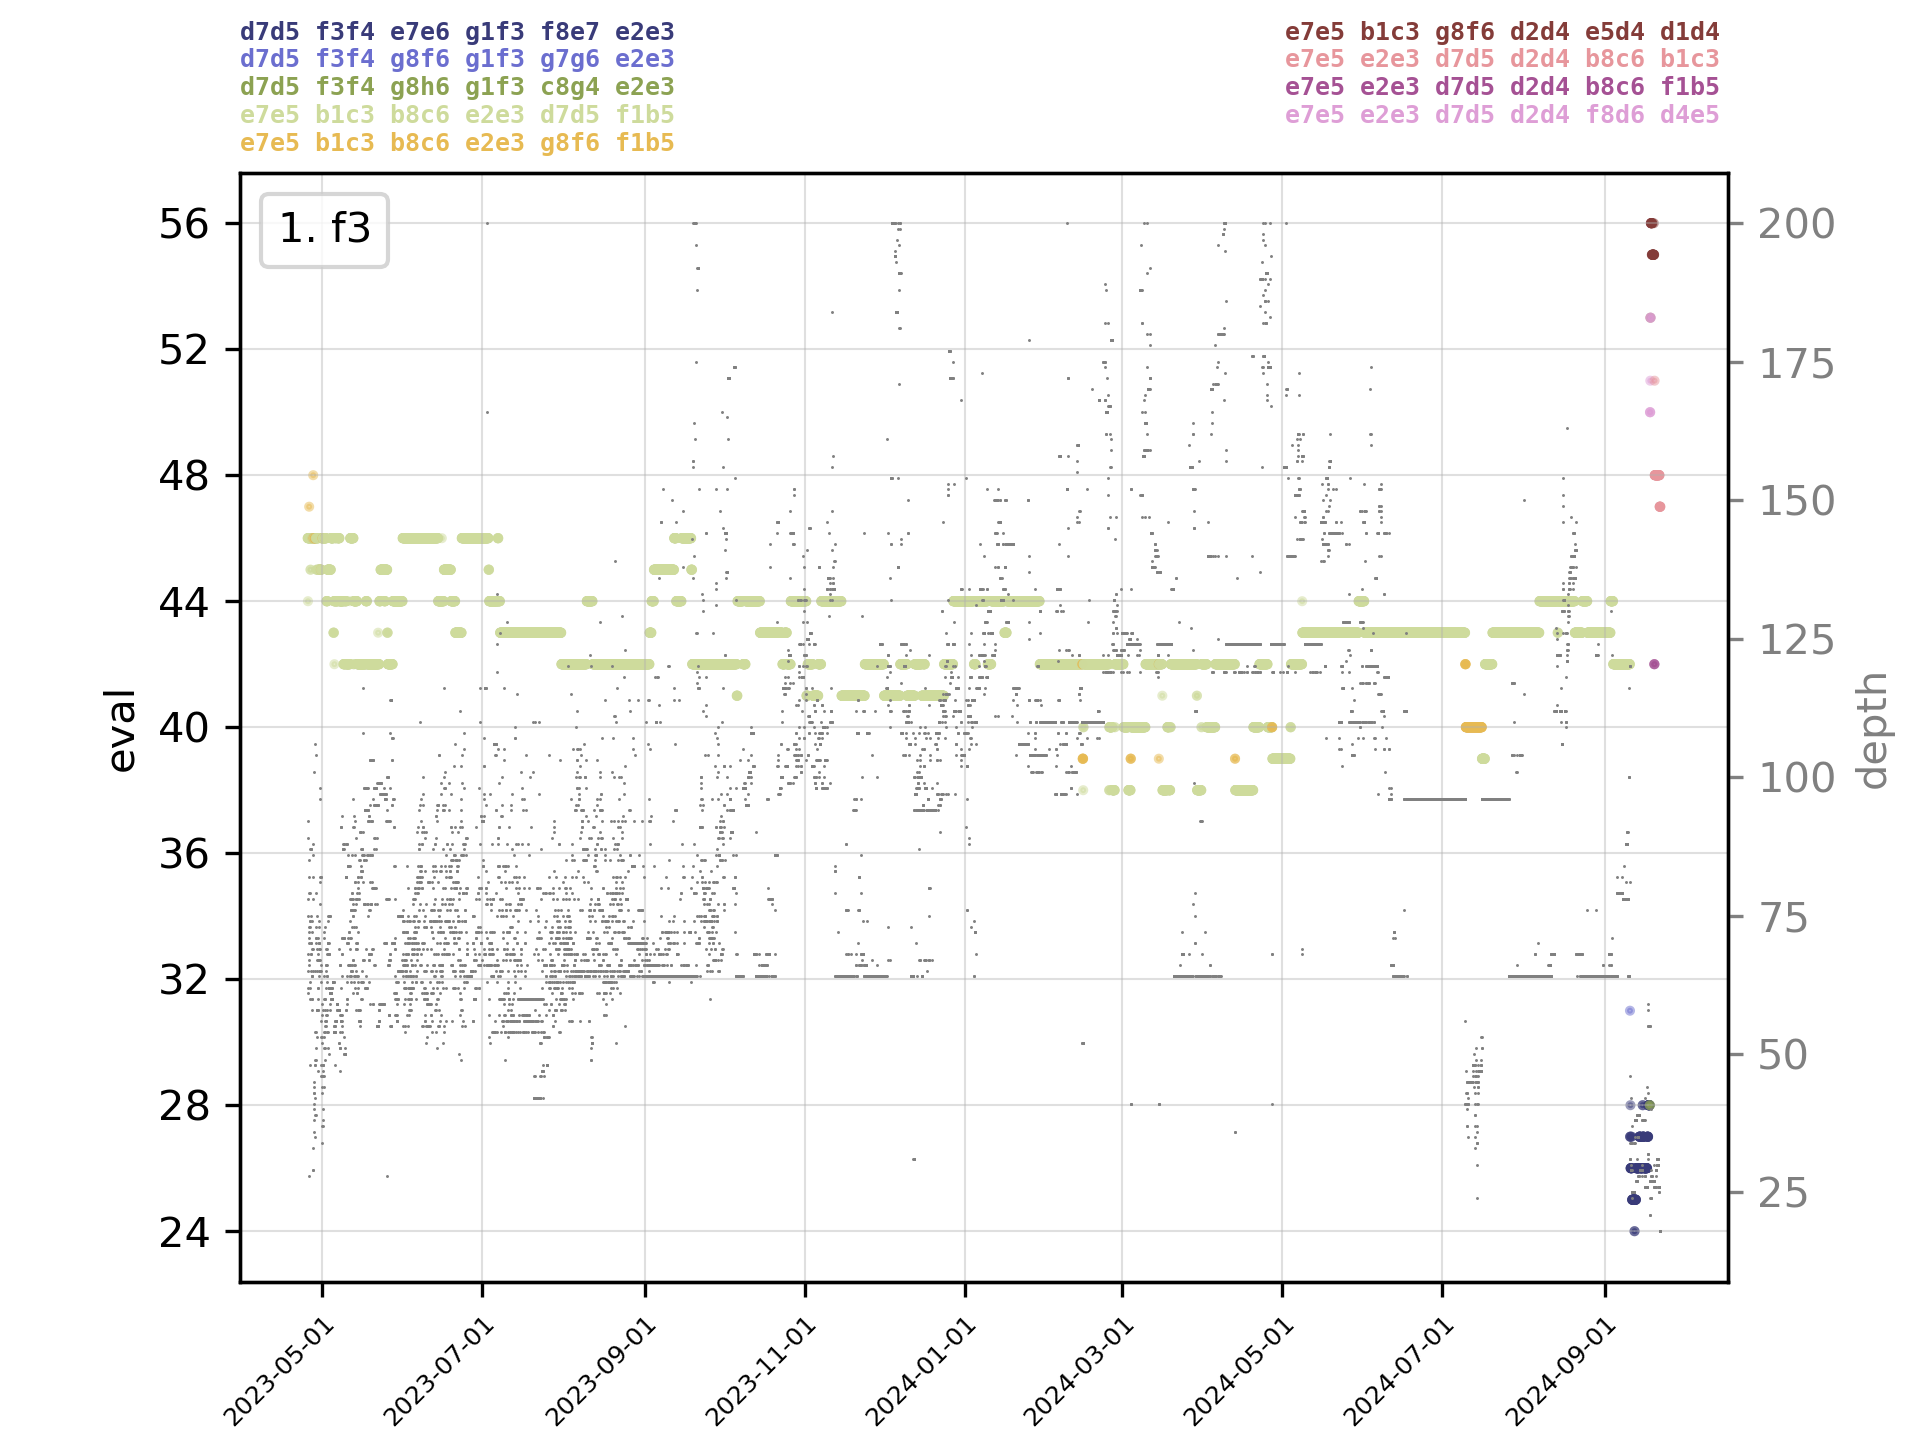 d7d5 f3f4 e7e6 g1f3 f8e7 e2e3
d7d5 f3f4 g8f6 g1f3 g7g6 e2e3
d7d5 f3f4 g8h6 g1f3 c8g4 e2e3
e7e5 b1c3 b8c6 e2e3 d7d5 f1b5
e7e5 b1c3 b8c6 e2e3 g8f6 f1b5
e7e5 b1c3 g8f6 d2d4 e5d4 d1d4
e7e5 e2e3 d7d5 d2d4 b8c6 b1c3
e7e5 e2e3 d7d5 d2d4 b8c6 f1b5
e7e5 e2e3 d7d5 d2d4 f8d6 d4e5
1. f3
eval
56
52
48
44
40
36
32
28
24
depth
200
175
150
125
100
75
50
25
2023-05-01
2023-07-01
2023-09-01
2023-11-01
2024-01-01
2024-03-01
2024-05-01
2024-07-01
2024-09-01